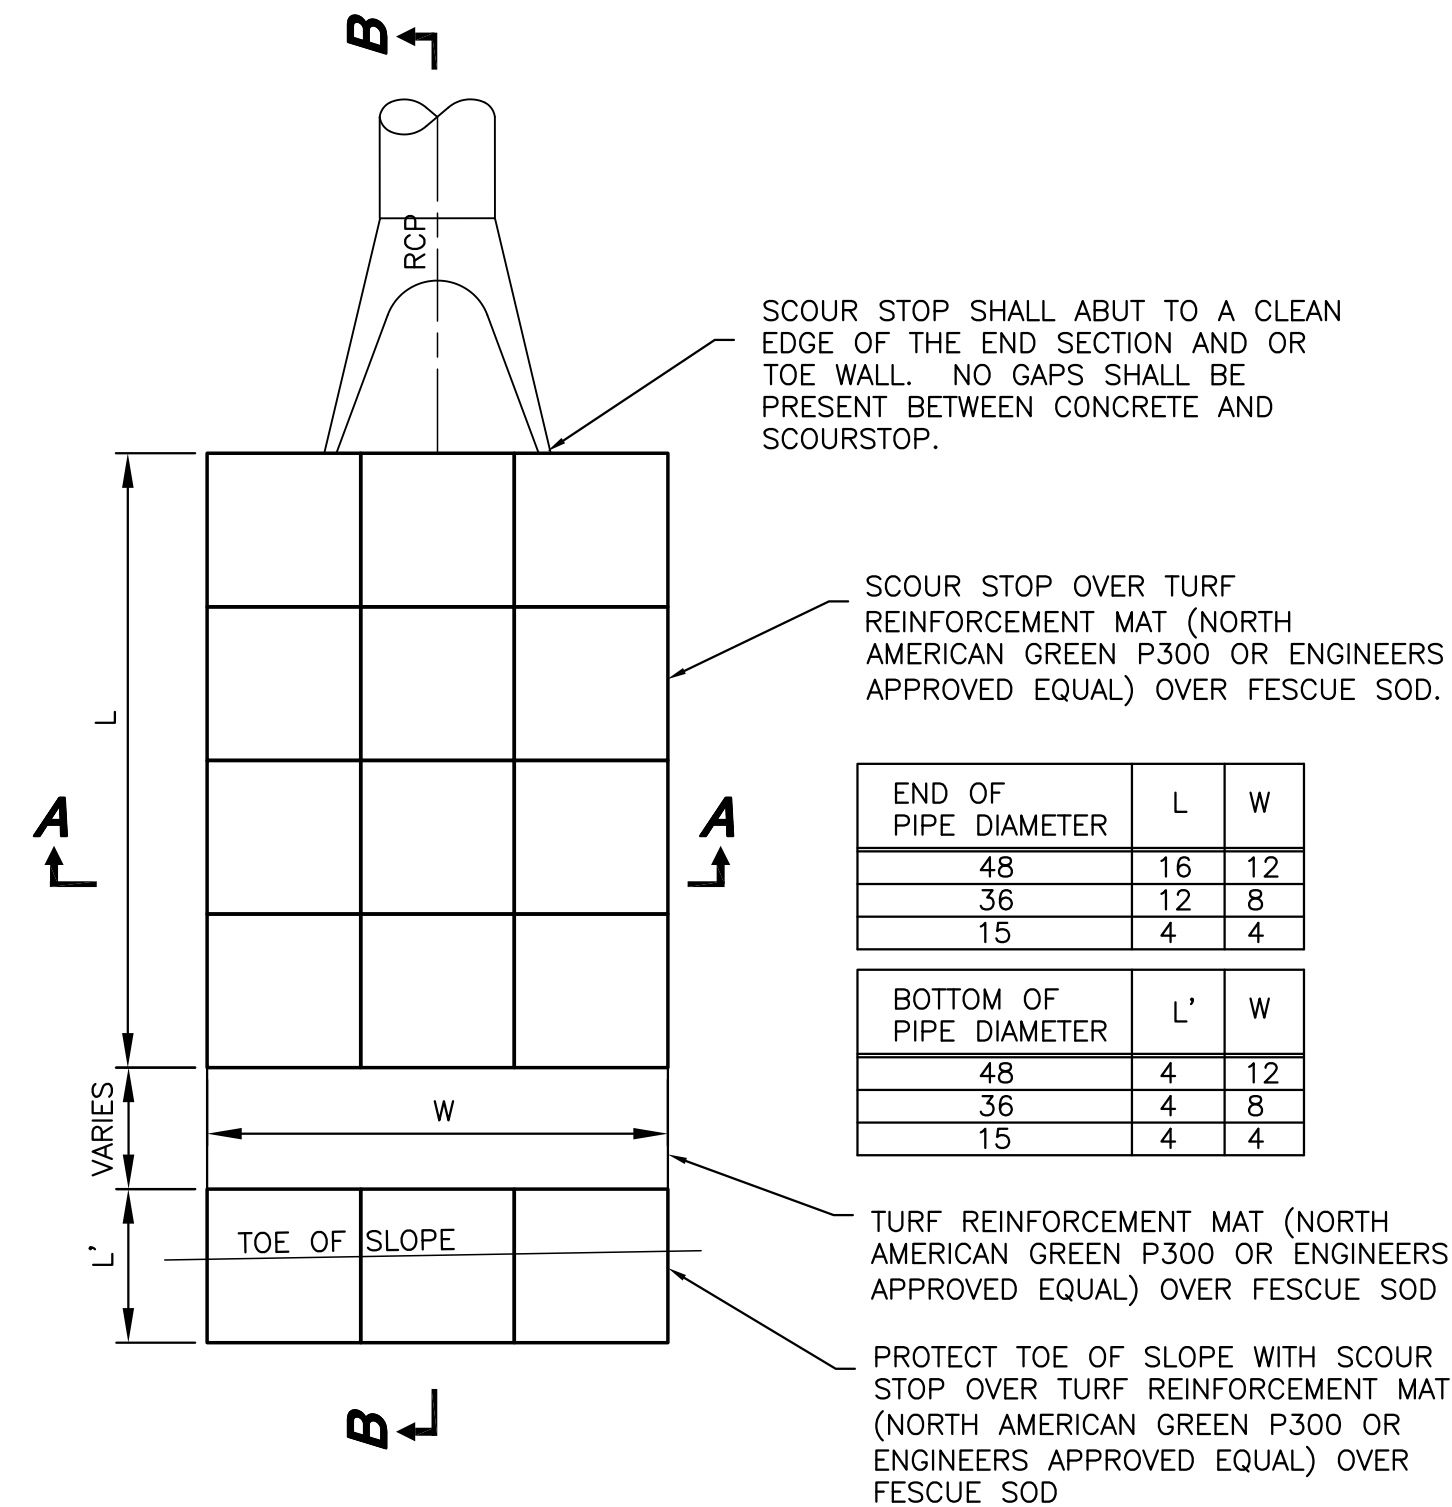 B
RCP
SCOUR STOP SHALL ABUT TO A CLEAN
EDGE OF THE END SECTION AND OR
TOE WALL. NO GAPS SHALL BE
PRESENT BETWEEN CONCRETE AND
SCOURSTOP.
SCOUR STOP OVER TURF
REINFORCEMENT MAT (NORTH
AMERICAN GREEN P300 OR ENGINEERS
APPROVED EQUAL) OVER FESCUE SOD.
L
A
A
END OF
PIPE DIAMETER L W
48 16 12
36 12 8
15 4 4
BOTTOM OF
PIPE DIAMETER L' W
48 4 12
36 4 8
15 4 4
VARIES
W
L'
TOE OF SLOPE
TURF REINFORCEMENT MAT (NORTH
AMERICAN GREEN P300 OR ENGINEERS
APPROVED EQUAL) OVER FESCUE SOD
PROTECT TOE OF SLOPE WITH SCOUR
STOP OVER TURF REINFORCEMENT MAT
(NORTH AMERICAN GREEN P300 OR
ENGINEERS APPROVED EQUAL) OVER
FESCUE SOD
B